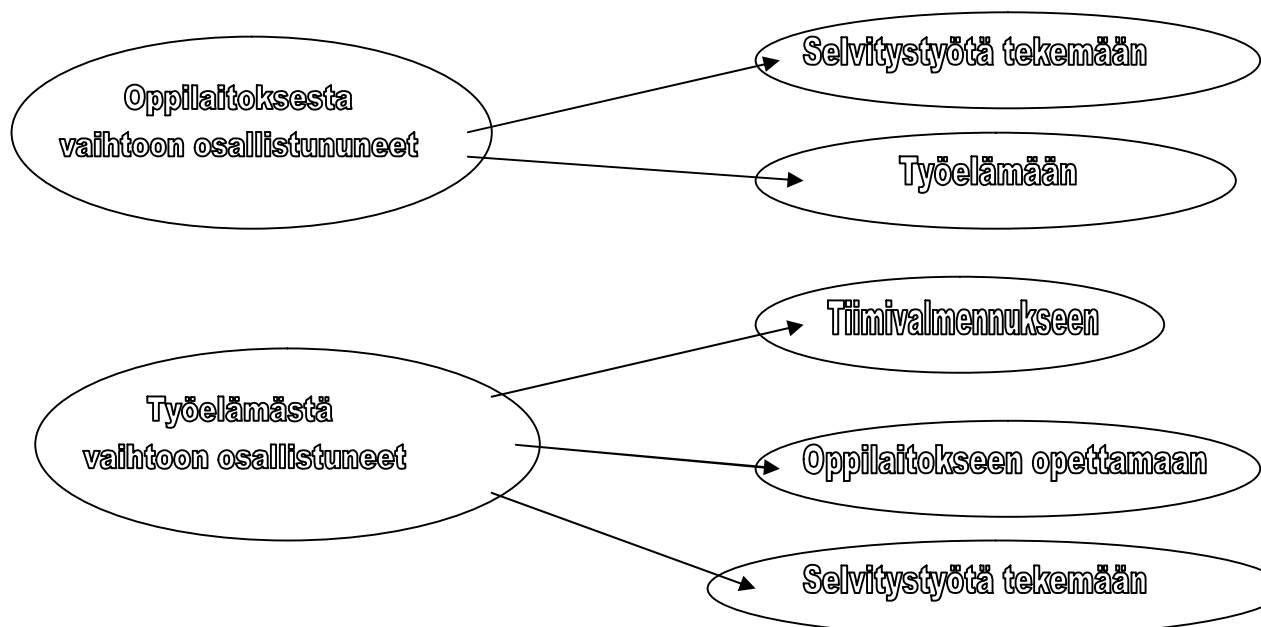 Oppilaitoksesta
vaihtoon osallistununeet
Selvitystyötä tekemään
Työelämään
Työelämästä
vaihtoon osallistuneet
Tiimivalmennukseen
Oppilaitokseen opettamaan
Selvitystyötä tekemään